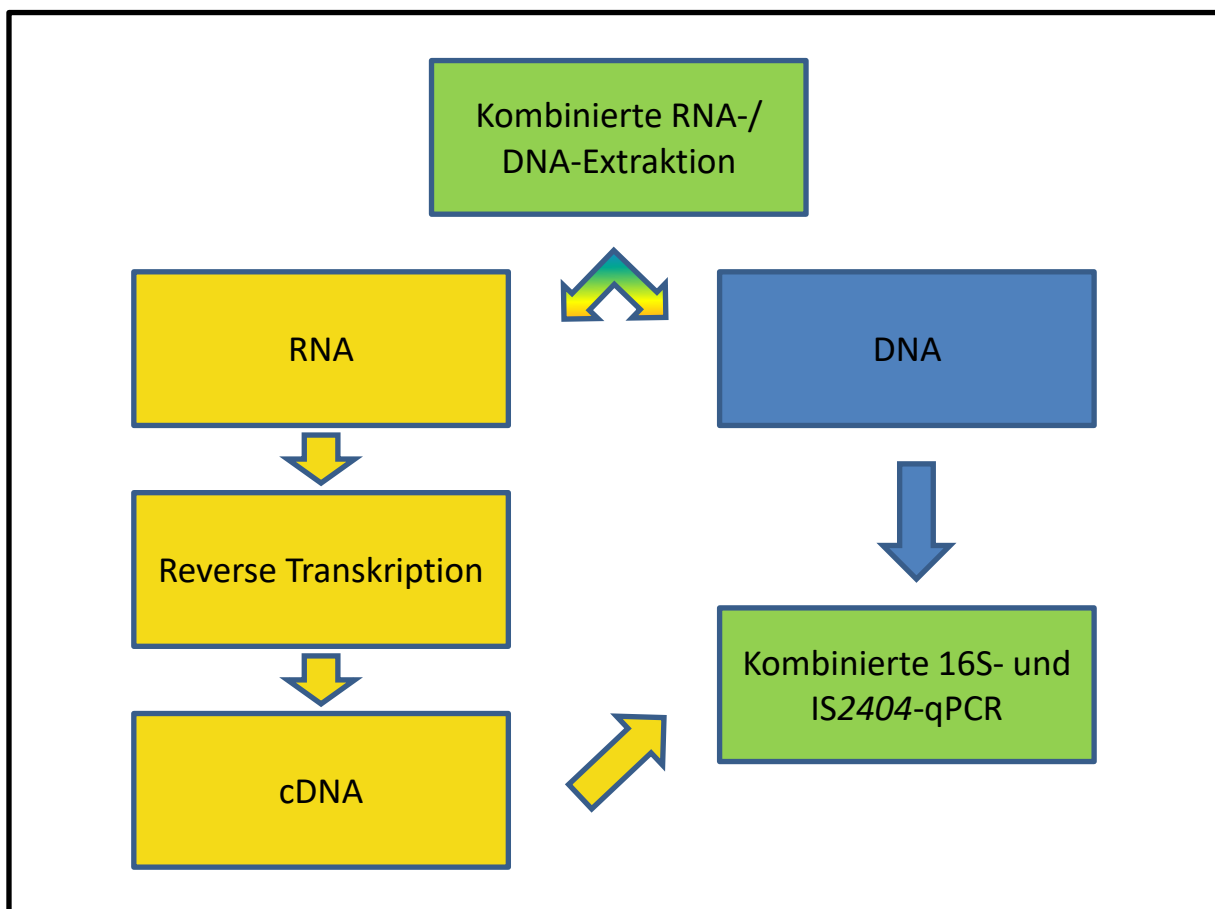 Kombinierte RNA-/
DNA-Extraktion
RNA
DNA
Reverse Transkription
Kombinierte 16S- und
IS2404-qPCR
cDNA